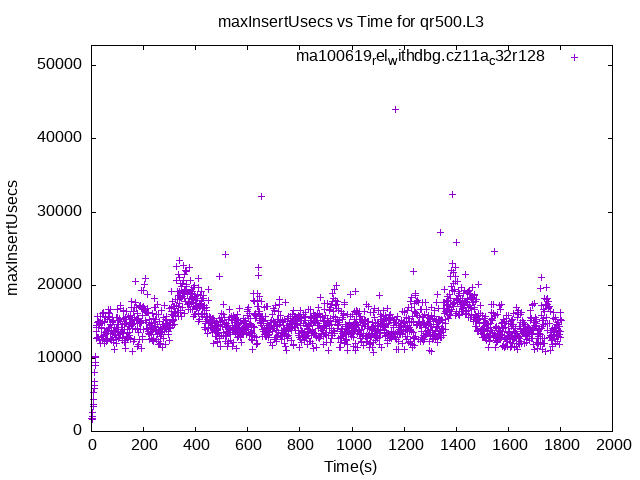 maxInsertUsecs vs Time for qr500.L3
ma100619relwithdbg.cz11ac32r128
50000
40000
30000
20000
10000
0
maxInsertUsecs
0 200 400 600 800 1000 1200 1400 1600 1800 2000
Time(s)